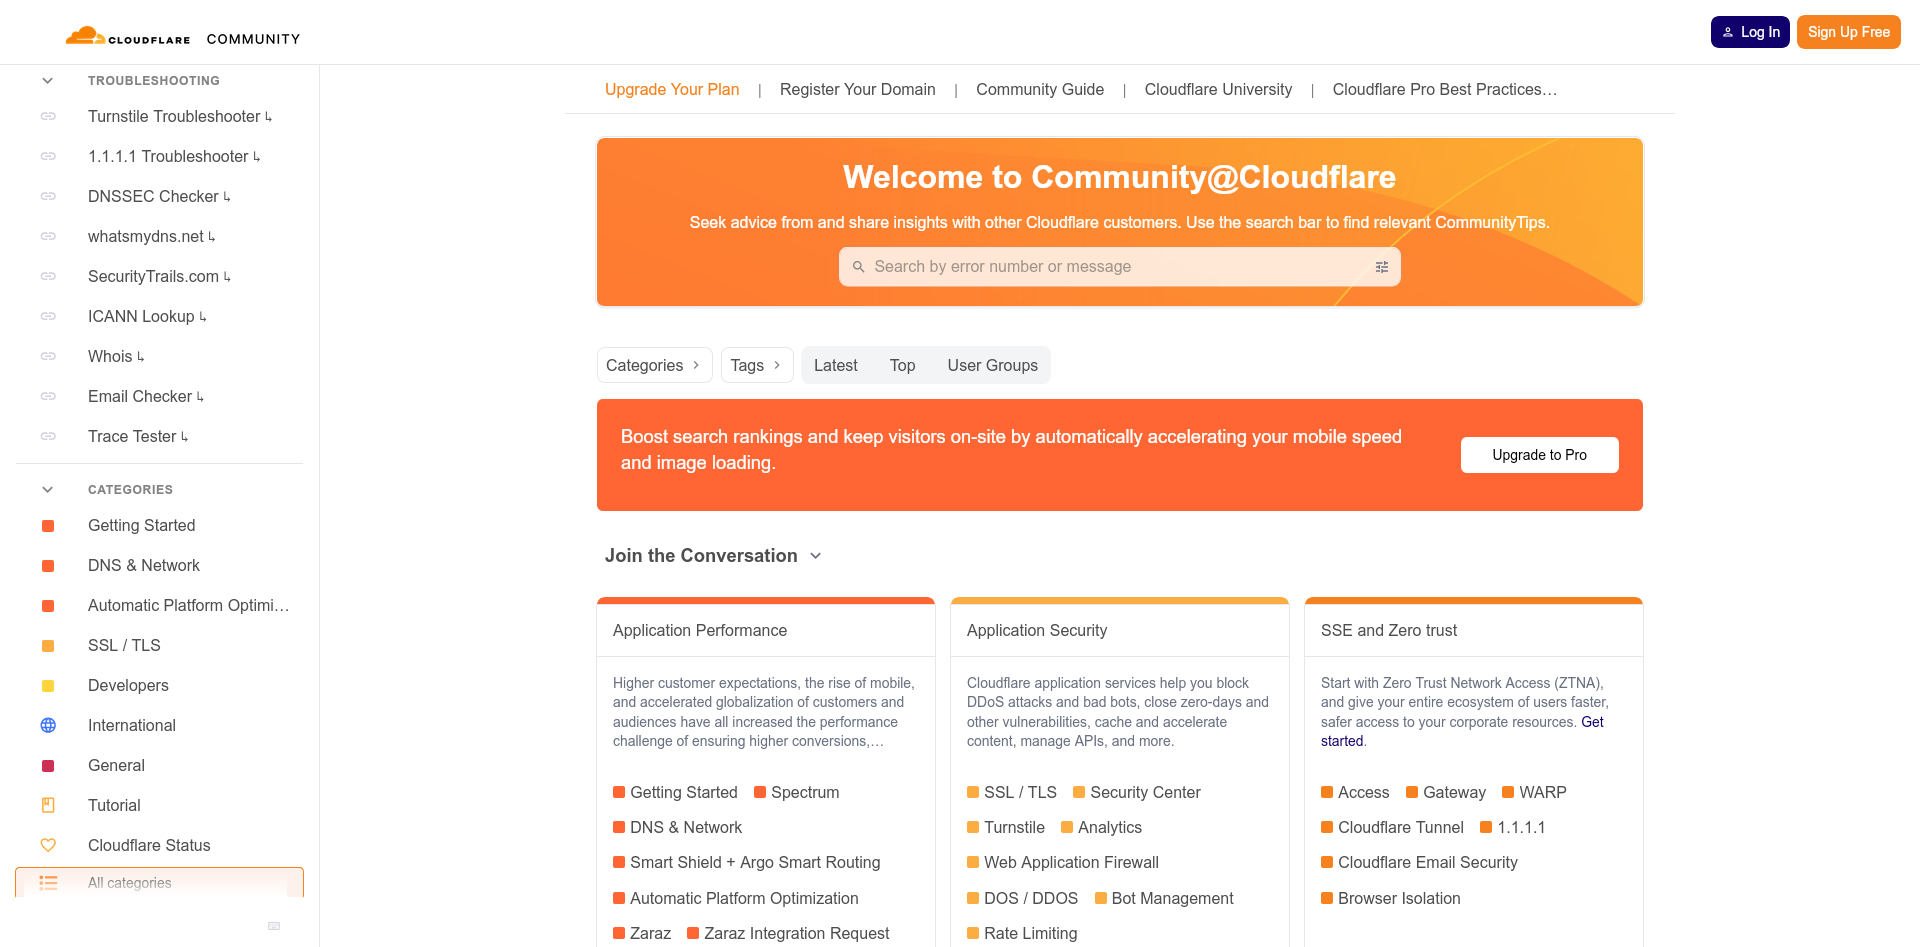 CLOUDFLARE COMMUNITY
Log In
Sign Up Free
TROUBLESHOOTING
Turnstile Troubleshooter ↳
1.1.1.1 Troubleshooter ↳
DNSSEC Checker ↳
whatsmydns.net ↳
SecurityTrails.com ↳
ICANN Lookup ↳
Whois ↳
Email Checker ↳
Trace Tester ↳
CATEGORIES
Getting Started
DNS & Network
Automatic Platform Optimi…
SSL / TLS
Developers
International
General
Tutorial
Cloudflare Status
All categories
Upgrade Your Plan | Register Your Domain | Community Guide | Cloudflare University | Cloudflare Pro Best Practices…
Welcome to Community@Cloudflare
Seek advice from and share insights with other Cloudflare customers. Use the search bar to find relevant CommunityTips.
Search by error number or message
Categories
Tags
Latest
Top
User Groups
Boost search rankings and keep visitors on-site by automatically accelerating your mobile speed
and image loading.
Upgrade to Pro
Join the Conversation
Application Performance
Higher customer expectations, the rise of mobile,
and accelerated globalization of customers and
audiences have all increased the performance
challenge of ensuring higher conversions,…
Getting Started Spectrum
DNS & Network
Smart Shield + Argo Smart Routing
Automatic Platform Optimization
Zaraz Zaraz Integration Request
Application Security
Cloudflare application services help you block
DDoS attacks and bad bots, close zero-days and
other vulnerabilities, cache and accelerate
content, manage APIs, and more.
SSL / TLS Security Center
Turnstile Analytics
Web Application Firewall
DOS / DDOS Bot Management
Rate Limiting
SSE and Zero trust
Start with Zero Trust Network Access (ZTNA),
and give your entire ecosystem of users faster,
safer access to your corporate resources. Get
started.
Access Gateway WARP
Cloudflare Tunnel 1.1.1.1
Cloudflare Email Security
Browser Isolation